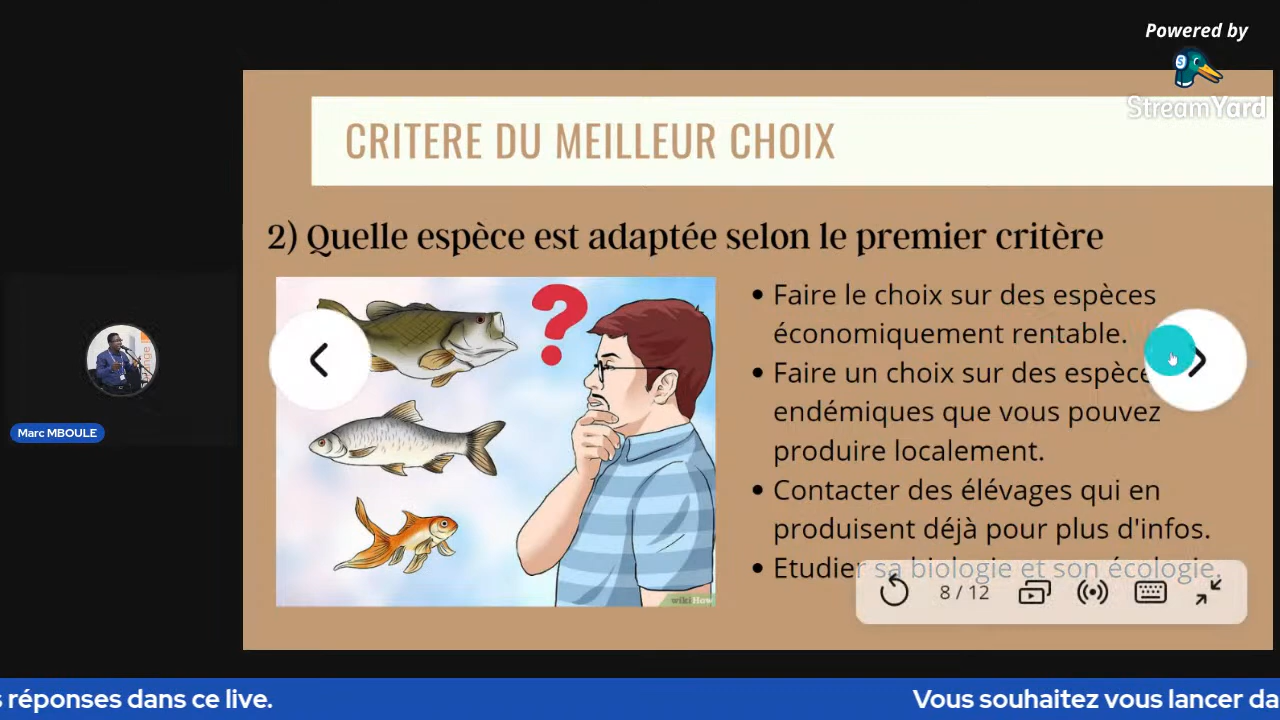 Powered by
StreamYard
CRITERE DU MEILLEUR CHOIX
2) Quelle espèce est adaptée selon le premier critère
• Faire le choix sur des espèces
économiquement rentable.
• Faire un choix sur des espèce
endémiques que vous pouvez
produire localement.
• Contacter des élévages qui en
produisent déjà pour plus d'infos.
• Etudier sa biologie et son écologie.
wikiHow
8 / 12
Marc MBOULE
s réponses dans ce live.
Vous souhaitez vous lancer da